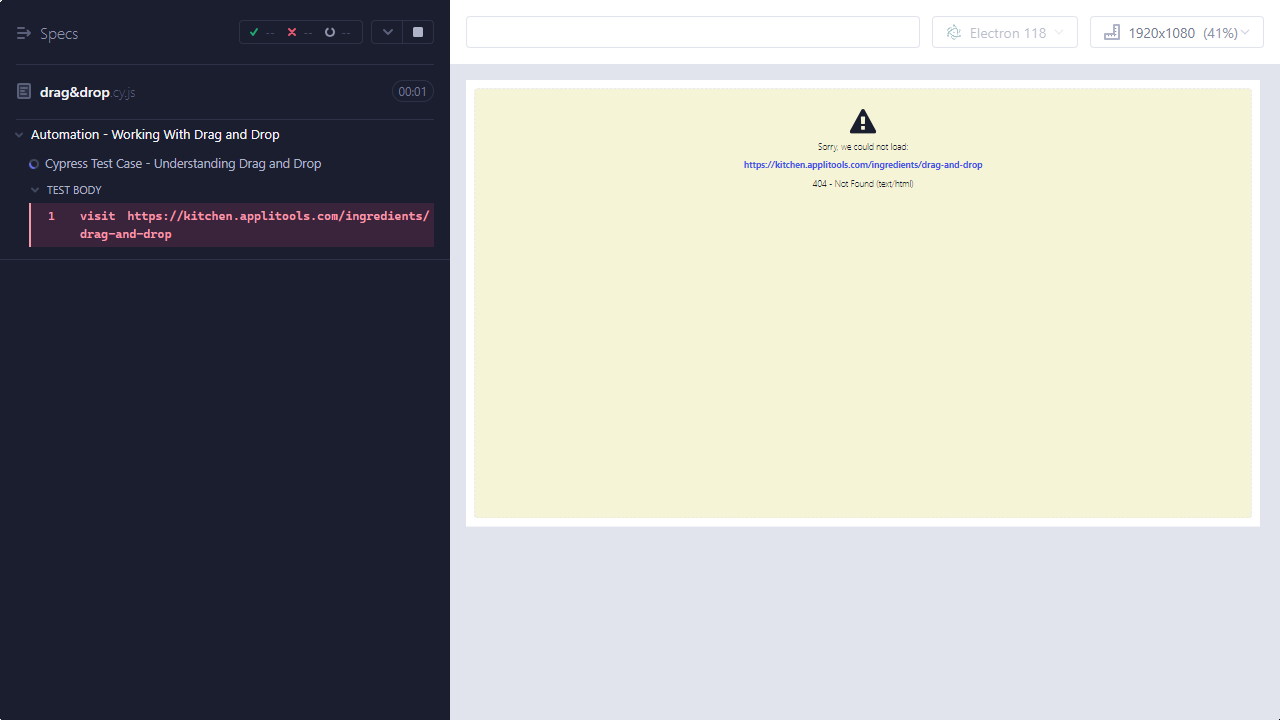 Specs
-- -- --
drag&drop.cy.js 00:01
Automation - Working With Drag and Drop
Cypress Test Case - Understanding Drag and Drop
TEST BODY
1 visit https://kitchen.applitools.com/ingredients/
drag-and-drop
Electron 118
1920x1080 (41%)
Sorry, we could not load:
https://kitchen.applitools.com/ingredients/drag-and-drop
404 - Not Found (text/html)